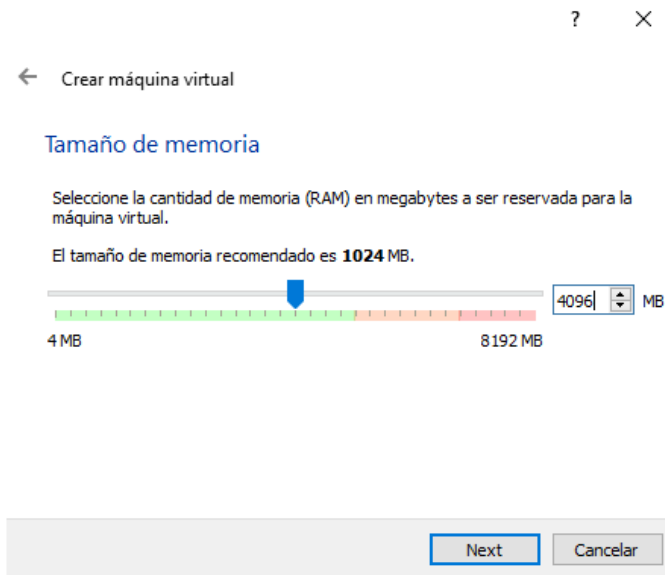 ?
Crear máquina virtual
Tamaño de memoria
Seleccione la cantidad de memoria (RAM) en megabytes a ser reservada para la
máquina virtual.
El tamaño de memoria recomendado es 1024 MB.
4096 MB
4 MB 8192 MB
Next Cancelar